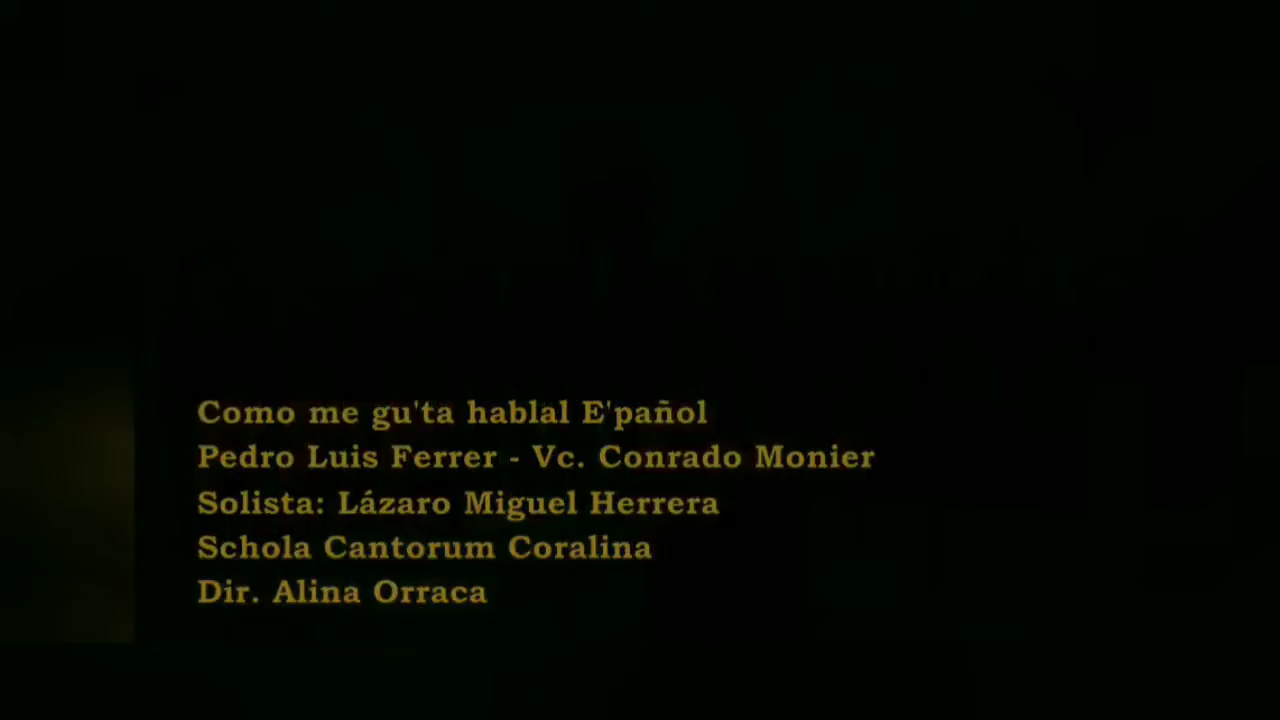 Como me gu'ta hablal E'pañol
Pedro Luis Ferrer - Vc. Conrado Monier
Solista: Lázaro Miguel Herrera
Schola Cantorum Coralina
Dir. Alina Orraca